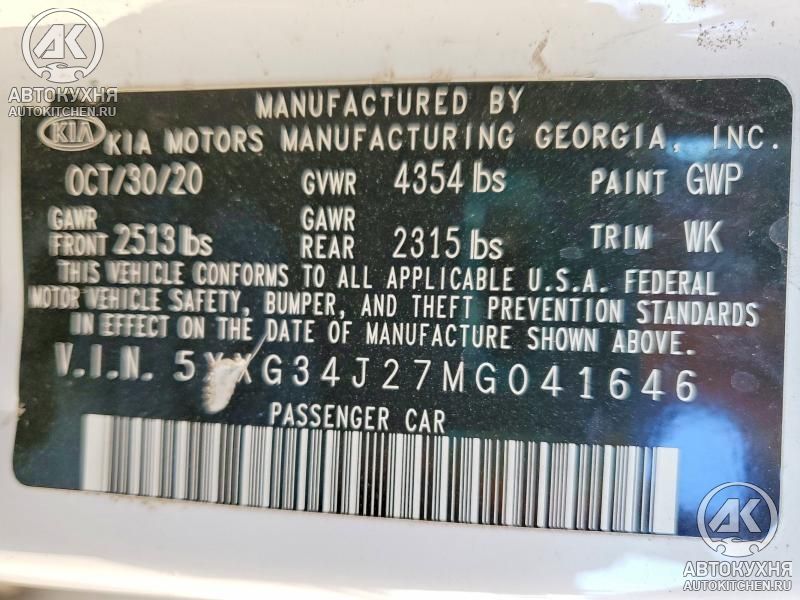 АК
АВТОКУХНЯ
AUTOKITCHEN.RU
MANUFACTURED BY
KIA KIA MOTORS MANUFACTURING GEORGIA, INC.
OCT/30/20 GVWR 4354 lbs PAINT GWP
GAWR FRONT 2513 lbs GAWR REAR 2315 lbs TRIM WK
THIS VEHICLE CONFORMS TO ALL APPLICABLE U.S.A. FEDERAL
MOTOR VEHICLE SAFETY, BUMPER, AND THEFT PREVENTION STANDARDS
IN EFFECT ON THE DATE OF MANUFACTURE SHOWN ABOVE.
V.I.N. 5XXG34J27MG041646
PASSENGER CAR
АК
АВТОКУХНЯ
AUTOKITCHEN.RU